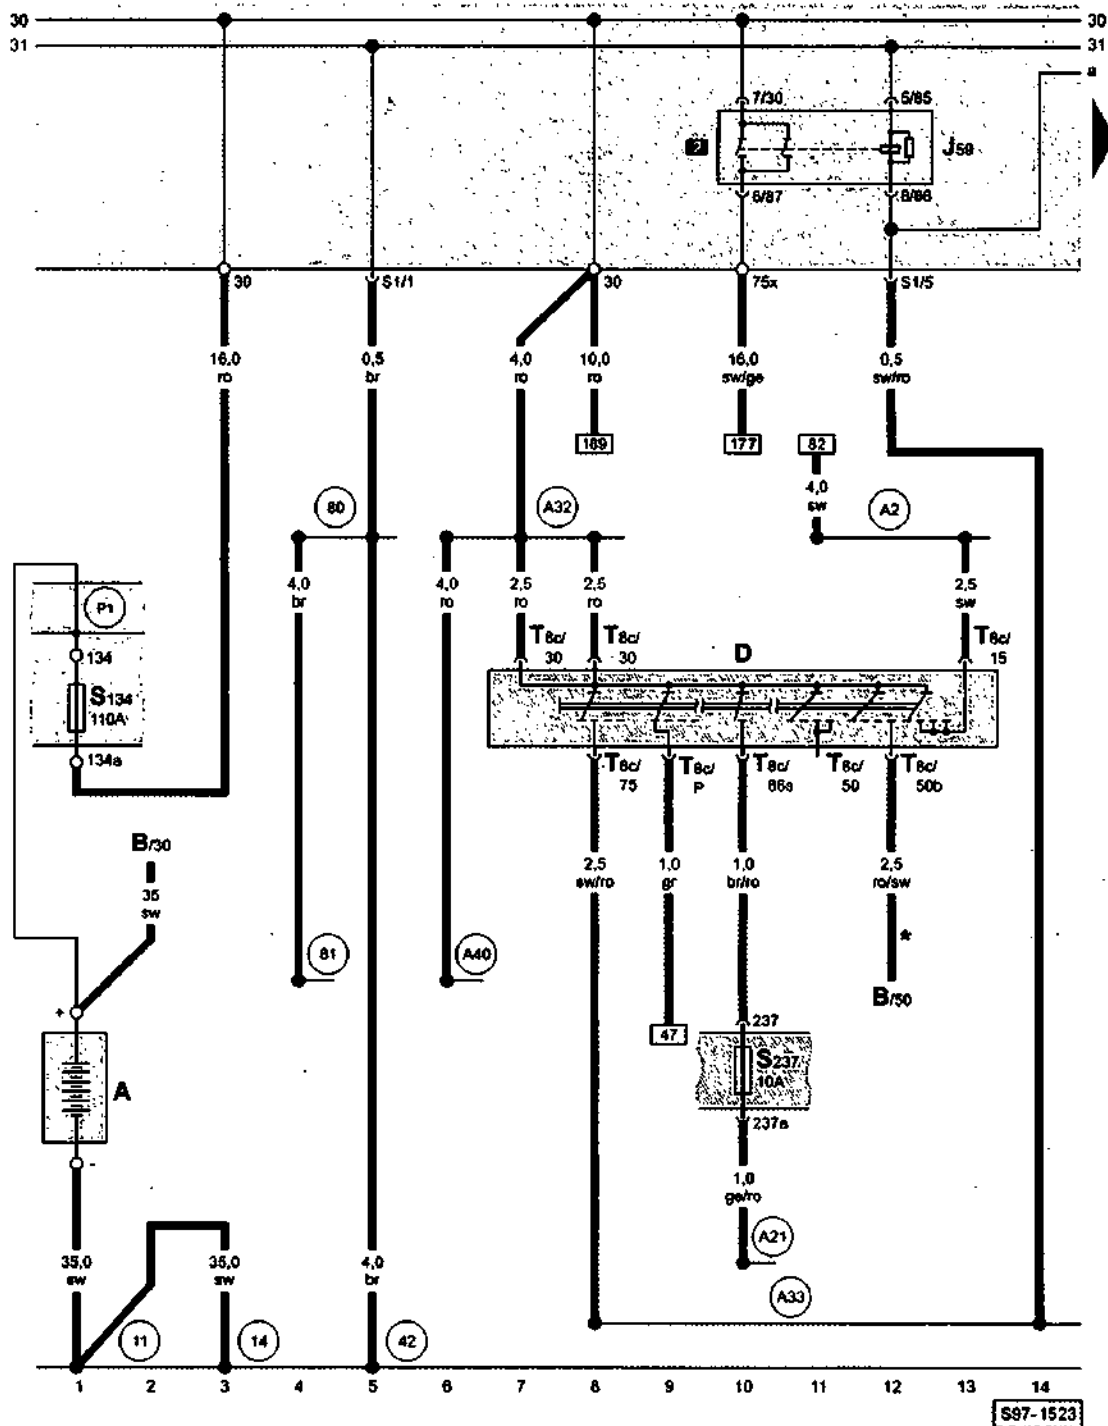 30 30
31 31
a
7/30 5/85
2 J59
6/87 8/86
30 S1/1 30 75x S1/5
16,0 0,5 4,0 10,0 16,0 0,5
ro br ro ro sw/ge sw/ro
189 177 82
80 A32 4,0 A2
sw
4,0 4,0 2,5 2,5 2,5
br ro ro ro sw
P1
T8c/ T8c/ D T8c/
134 30 30 15
S134
110A
134a T8c/ T8c/ T8c/ T8c/ T8c/
75 P 86s 50 50b
B/30
35 2,5 1,0 1,0 2,5
sw sw/ro gr br/ro ro/sw
*
81 A40
B/50
+ 237
47
A S237
10A
237a
-
1,0
ge/ro
A21
35,0 35,0 4,0
sw sw br
A33
11 14 42
1 2 3 4 5 6 7 8 9 10 11 12 13 14
S97-1523